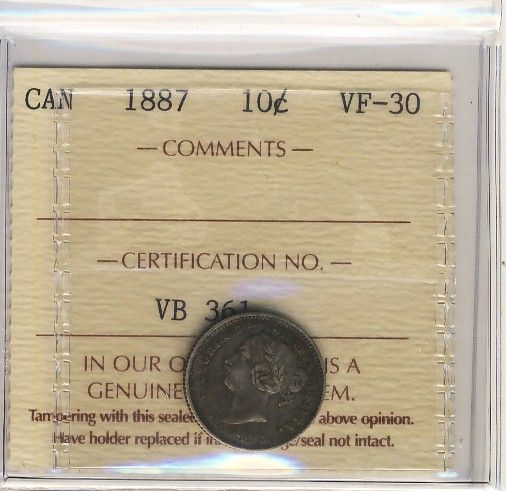 CAN 1887 10¢ VF-30
— COMMENTS —
— CERTIFICATION NO. —
VB 361
IN OUR IS A
GENUINE
Tampering with this above opinion.
Have holder replaced if seal not intact.